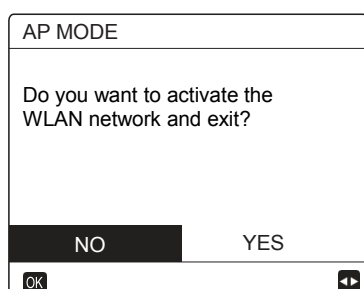 AP MODE
Do you want to activate the
WLAN network and exit?
NO YES
OK